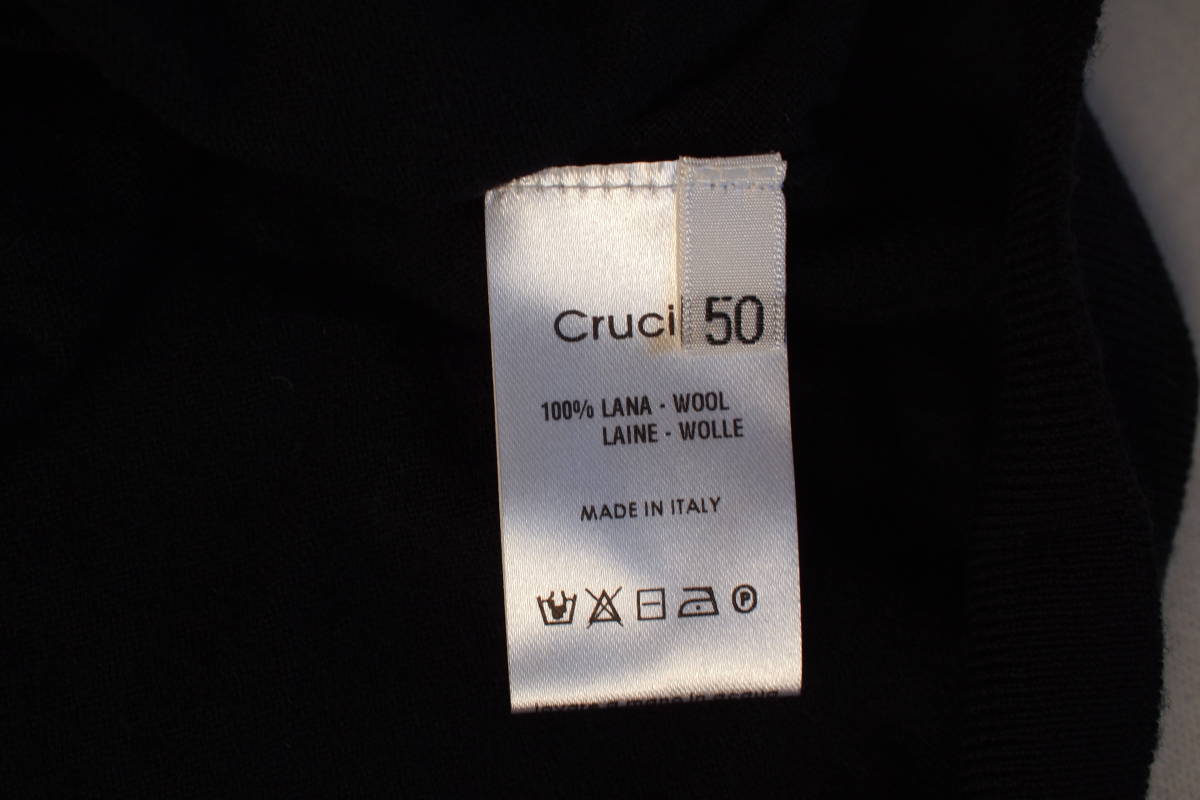 Cruci 50
100% LANA - WOOL
LAINE - WOLLE
MADE IN ITALY
P